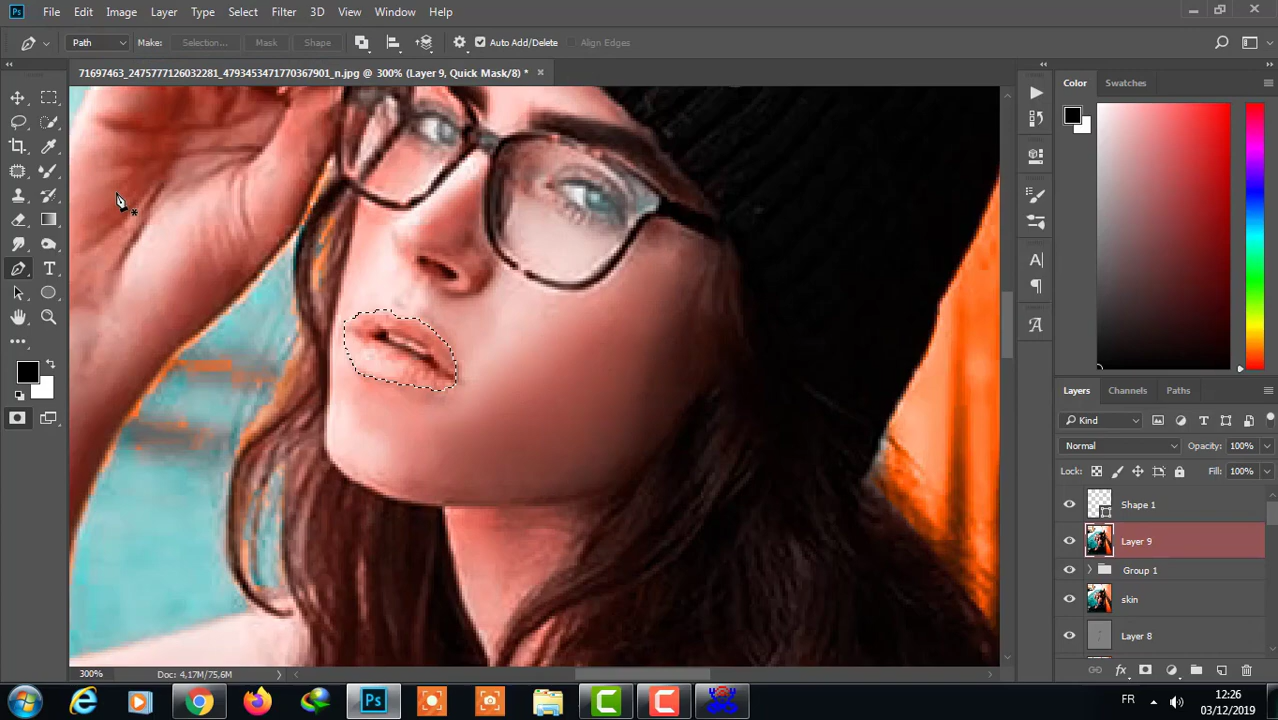 Ps File Edit Image Layer Type Select Filter 3D View Window Help
Path Make: Selection... Mask Shape Auto Add/Delete Align Edges
71697463_2475777126032281_4793453471770367901_n.jpg @ 300% (Layer 9, Quick Mask/8) * ×
Color Swatches
Layers Channels Paths
Kind
Normal Opacity: 100%
Lock: Fill: 100%
Shape 1
Layer 9
Group 1
skin
Layer 8
300% Doc: 4,17M/75,6M
Ps FR 12:26
03/12/2019